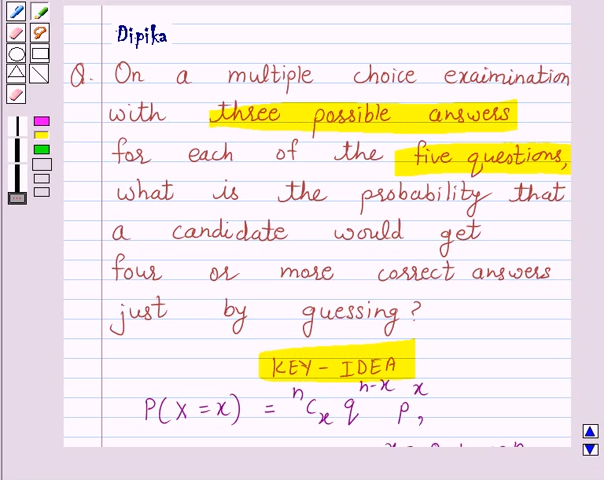 Dipika
Q. On a multiple choice exaimination
with three possible answers
for each of the five questions,
what is the probability that
a candidate would get
four or more correct answers
just by guessing?
KEY - IDEA
P(X = x) = ⁿCₓ qⁿ⁻ˣ pˣ,